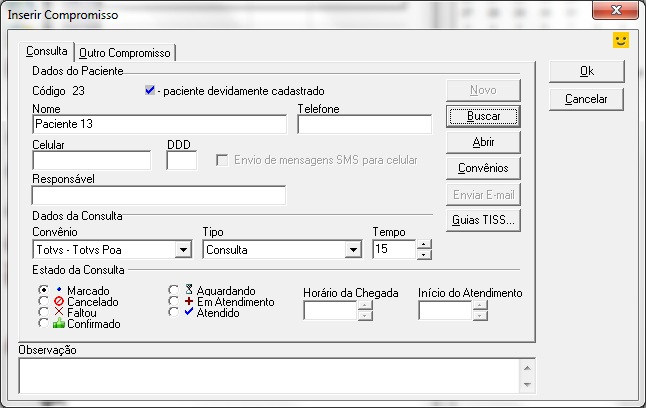 Inserir Compromisso
Consulta
Outro Compromisso
Ok
Cancelar
Dados do Paciente
Código 23
- paciente devidamente cadastrado
Novo
Nome
Telefone
Paciente 13
Buscar
Celular
DDD
Abrir
Envio de mensagens SMS para celular
Convênios
Responsável
Enviar E-mail
Dados da Consulta
Guias TISS...
Convênio
Tipo
Tempo
Totvs - Totvs Poa
Consulta
15
Estado da Consulta
Marcado
Aguardando
Horário da Chegada
Início do Atendimento
Cancelado
Em Atendimento
Faltou
Atendido
Confirmado
Observação